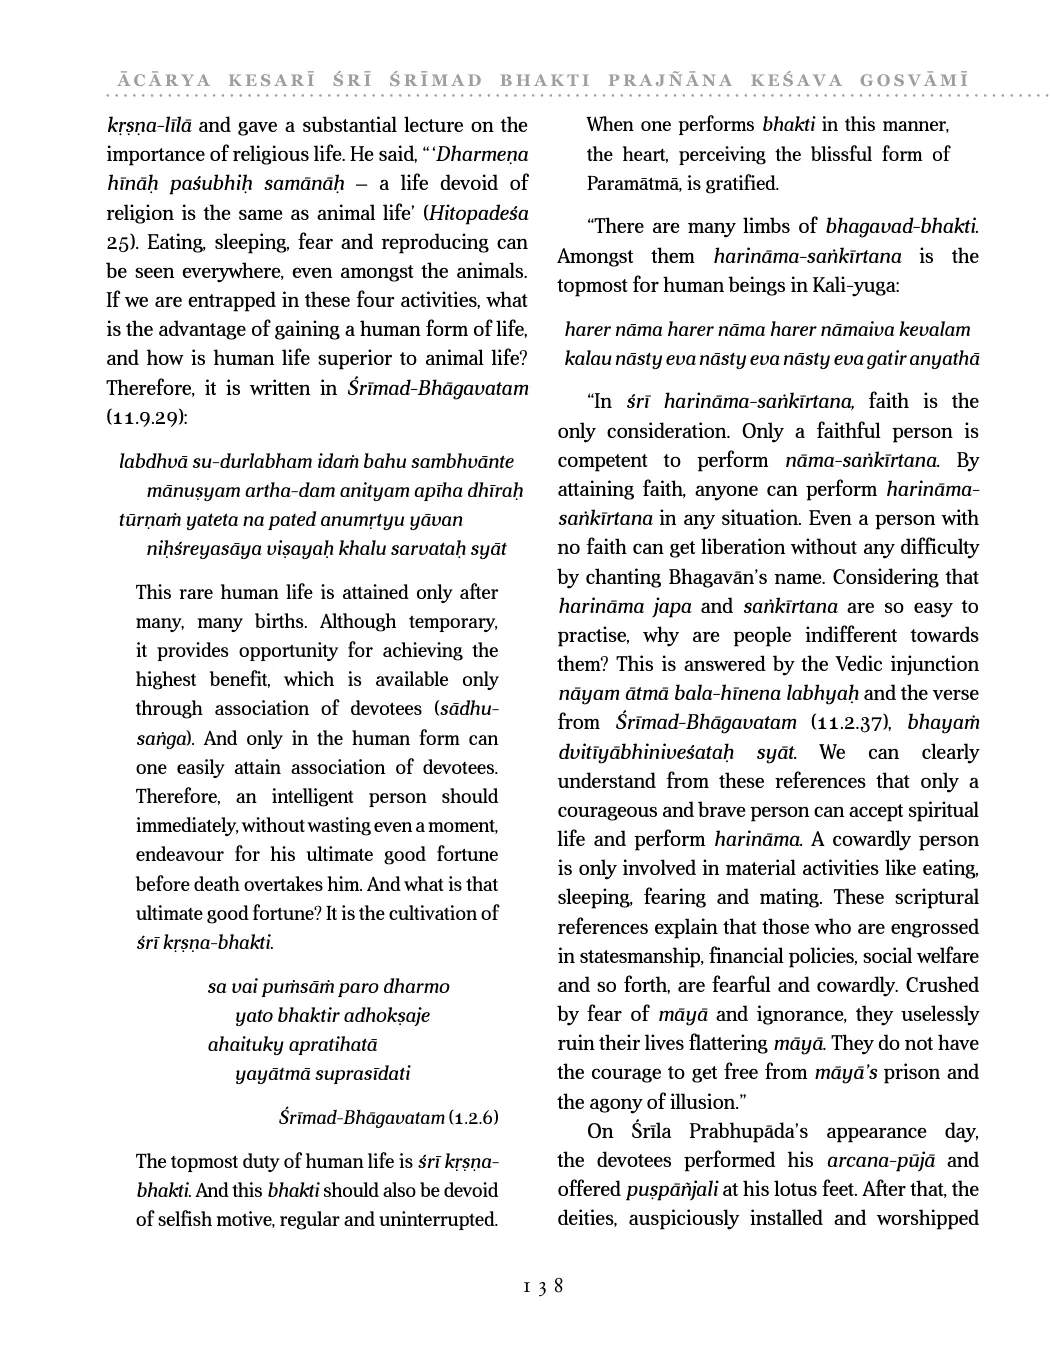 ĀCĀRYA KESARĪ ŚRĪ ŚRĪMAD BHAKTI PRAJÑĀNA KEŚAVA GOSVĀMĪ
kṛṣṇa-līlā and gave a substantial lecture on the
importance of religious life. He said, “ ‘Dharmeṇa
hīnāḥ paśubhiḥ samānāḥ – a life devoid of
religion is the same as animal life’ (Hitopadeśa
25). Eating, sleeping, fear and reproducing can
be seen everywhere, even amongst the animals.
If we are entrapped in these four activities, what
is the advantage of gaining a human form of life,
and how is human life superior to animal life?
Therefore, it is written in Śrīmad-Bhāgavatam
(11.9.29):
labdhvā su-durlabham idaṁ bahu sambhvānte
mānuṣyam artha-dam anityam apīha dhīraḥ
tūrṇaṁ yateta na pated anumṛtyu yāvan
niḥśreyasāya viṣayaḥ khalu sarvataḥ syāt
This rare human life is attained only after
many, many births. Although temporary,
it provides opportunity for achieving the
highest benefit, which is available only
through association of devotees (sādhu-
saṅga). And only in the human form can
one easily attain association of devotees.
Therefore, an intelligent person should
immediately, without wasting even a moment,
endeavour for his ultimate good fortune
before death overtakes him. And what is that
ultimate good fortune? It is the cultivation of
śrī kṛṣṇa-bhakti.
sa vai puṁsāṁ paro dharmo
yato bhaktir adhokṣaje
ahaituky apratihatā
yayātmā suprasīdati
Śrīmad-Bhāgavatam (1.2.6)
The topmost duty of human life is śrī kṛṣṇa-
bhakti. And this bhakti should also be devoid
of selfish motive, regular and uninterrupted.
When one performs bhakti in this manner,
the heart, perceiving the blissful form of
Paramātmā, is gratified.
“There are many limbs of bhagavad-bhakti.
Amongst them harināma-saṅkīrtana is the
topmost for human beings in Kali-yuga:
harer nāma harer nāma harer nāmaiva kevalam
kalau nāsty eva nāsty eva nāsty eva gatir anyathā
“In śrī harināma-saṅkīrtana, faith is the
only consideration. Only a faithful person is
competent to perform nāma-saṅkīrtana. By
attaining faith, anyone can perform harināma-
saṅkīrtana in any situation. Even a person with
no faith can get liberation without any difficulty
by chanting Bhagavān’s name. Considering that
harināma japa and saṅkīrtana are so easy to
practise, why are people indifferent towards
them? This is answered by the Vedic injunction
nāyam ātmā bala-hīnena labhyaḥ and the verse
from Śrīmad-Bhāgavatam (11.2.37), bhayaṁ
dvitīyābhiniveśataḥ syāt. We can clearly
understand from these references that only a
courageous and brave person can accept spiritual
life and perform harināma. A cowardly person
is only involved in material activities like eating,
sleeping, fearing and mating. These scriptural
references explain that those who are engrossed
in statesmanship, financial policies, social welfare
and so forth, are fearful and cowardly. Crushed
by fear of māyā and ignorance, they uselessly
ruin their lives flattering māyā. They do not have
the courage to get free from māyā’s prison and
the agony of illusion.”
On Śrīla Prabhupāda’s appearance day,
the devotees performed his arcana-pūjā and
offered puṣpāñjali at his lotus feet. After that, the
deities, auspiciously installed and worshipped
138